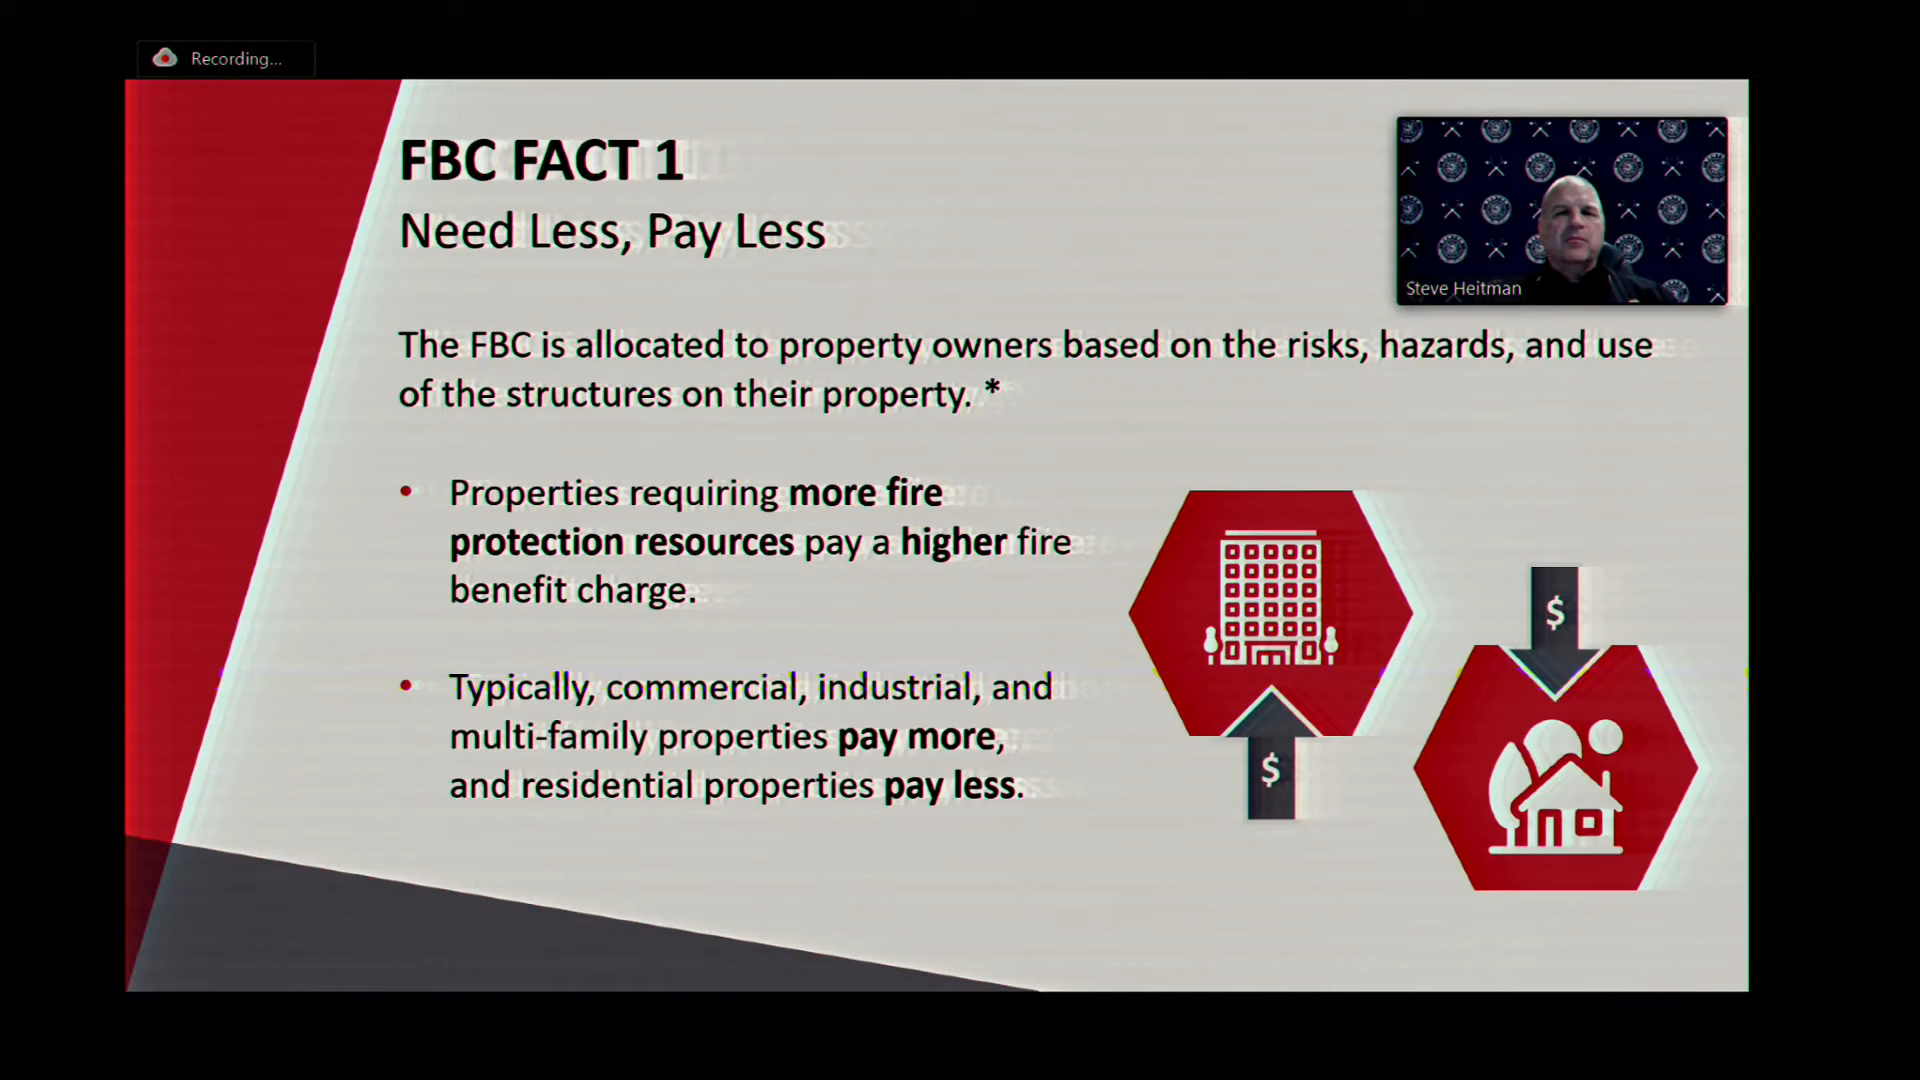 Recording...
FBC FACT 1
Need Less, Pay Less
Steve Heitman
The FBC is allocated to property owners based on the risks, hazards, and use
of the structures on their property. *
• Properties requiring more fire
protection resources pay a higher fire
benefit charge.
• Typically, commercial, industrial, and
multi-family properties pay more,
and residential properties pay less.
$
$